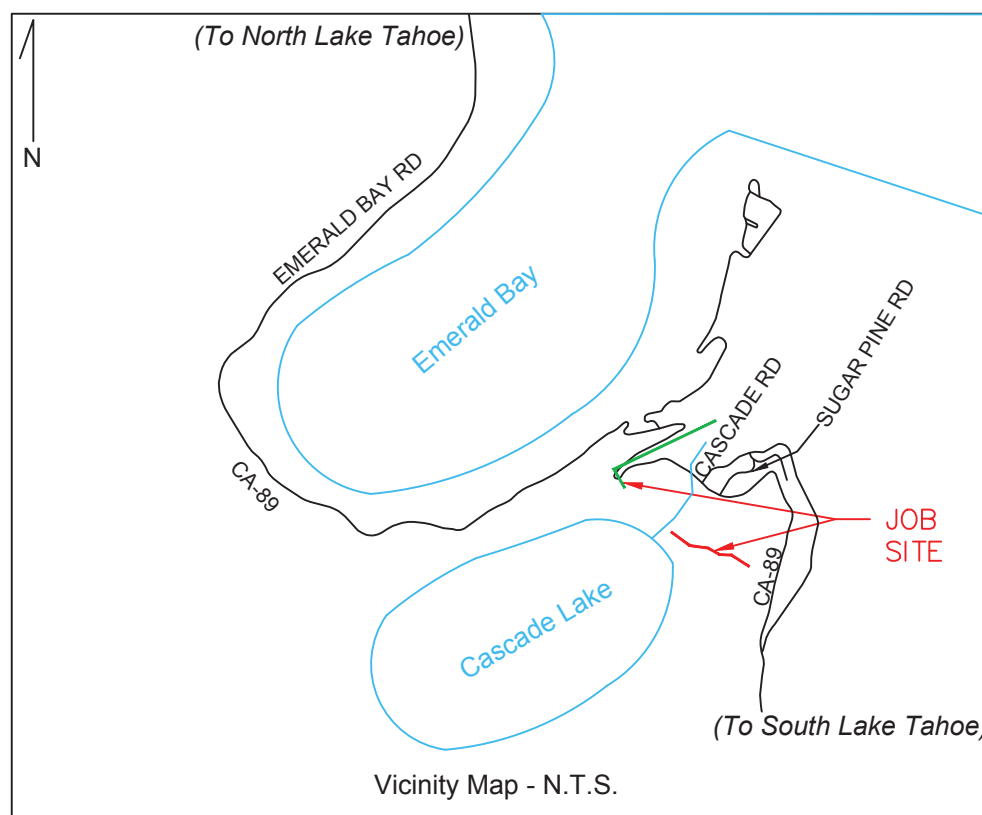 (To North Lake Tahoe)
N
EMERALD BAY RD
Emerald Bay
SUGAR PINE RD
CASCADE RD
CA-89
JOB
SITE
CA-89
Cascade Lake
(To South Lake Tahoe)
Vicinity Map - N.T.S.